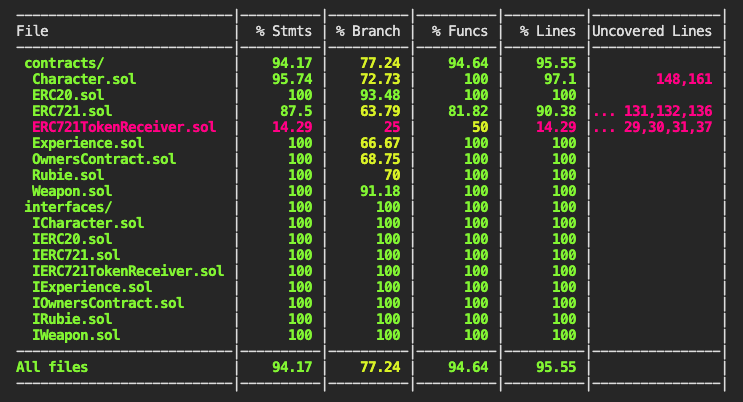 File | % Stmts | % Branch | % Funcs | % Lines |Uncovered Lines |
contracts/ | 94.17 | 77.24 | 94.64 | 95.55 | |
Character.sol | 95.74 | 72.73 | 100 | 97.1 | 148,161 |
ERC20.sol | 100 | 93.48 | 100 | 100 | |
ERC721.sol | 87.5 | 63.79 | 81.82 | 90.38 | ... 131,132,136 |
ERC721TokenReceiver.sol | 14.29 | 25 | 50 | 14.29 | ... 29,30,31,37 |
Experience.sol | 100 | 66.67 | 100 | 100 | |
OwnersContract.sol | 100 | 68.75 | 100 | 100 | |
Rubie.sol | 100 | 70 | 100 | 100 | |
Weapon.sol | 100 | 91.18 | 100 | 100 | |
interfaces/ | 100 | 100 | 100 | 100 | |
ICharacter.sol | 100 | 100 | 100 | 100 | |
IERC20.sol | 100 | 100 | 100 | 100 | |
IERC721.sol | 100 | 100 | 100 | 100 | |
IERC721TokenReceiver.sol | 100 | 100 | 100 | 100 | |
IExperience.sol | 100 | 100 | 100 | 100 | |
IOwnersContract.sol | 100 | 100 | 100 | 100 | |
IRubie.sol | 100 | 100 | 100 | 100 | |
IWeapon.sol | 100 | 100 | 100 | 100 | |
All files | 94.17 | 77.24 | 94.64 | 95.55 | |